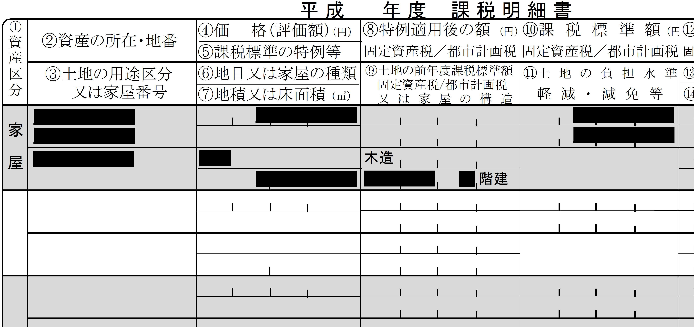 平成　　年度 課税明細書
①資産区分
②資産の所在・地番
③土地の用途区分
又は家屋番号
④価 格(評価額)(円)
⑤課税標準の特例等
⑥地目又は家屋の種類
⑦地積又は床面積(㎡)
⑧特例適用後の額(円)
固定資産税／都市計画税
⑨土地の前年度課税標準額
固定資産税/都市計画税
又は家屋の構造
⑩課税標準額(円)
固定資産税／都市計画税
⑪土地の負担水準
軽減・減免等
⑫
固
⑬
⑭
家屋
木造
階建